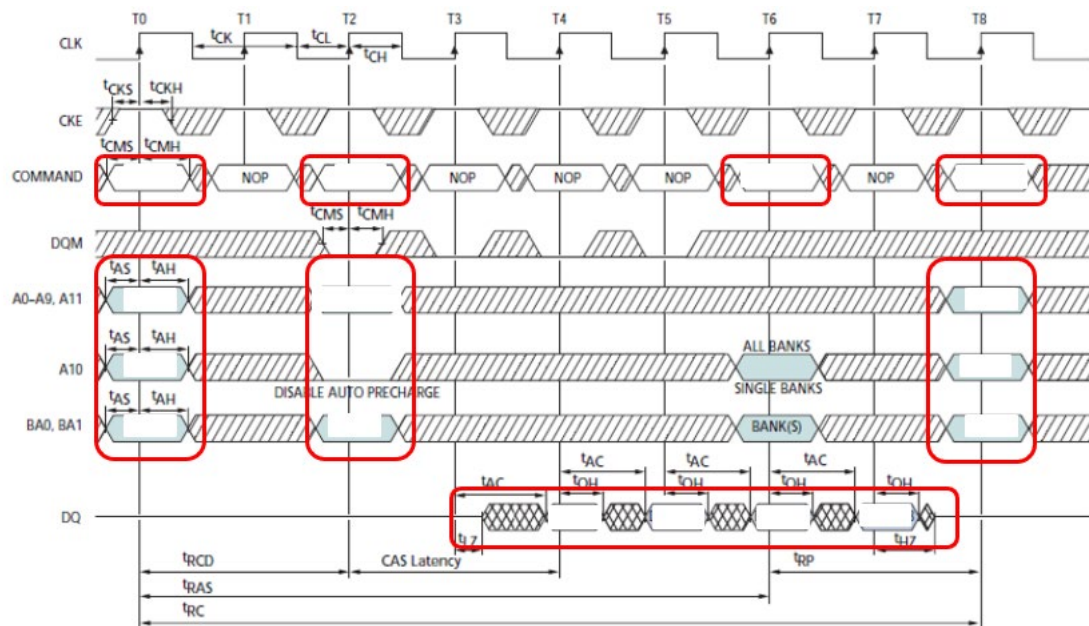 T0 T1 T2 T3 T4 T5 T6 T7 T8
CLK tCK tCL tCH
tCKS tCKH
CKE
tCMS tCMH
COMMAND NOP NOP NOP NOP NOP
tCMS tCMH
DQM
tAS tAH
A0-A9, A11
tAS tAH ALL BANKS
A10
DISABLE AUTO PRECHARGE SINGLE BANKS
tAS tAH
BA0, BA1 BANK(S)
tAC tAC tAC tAC
tOH tOH tOH tOH
DQ
tLZ tHZ
tRCD CAS Latency tRP
tRAS
tRC